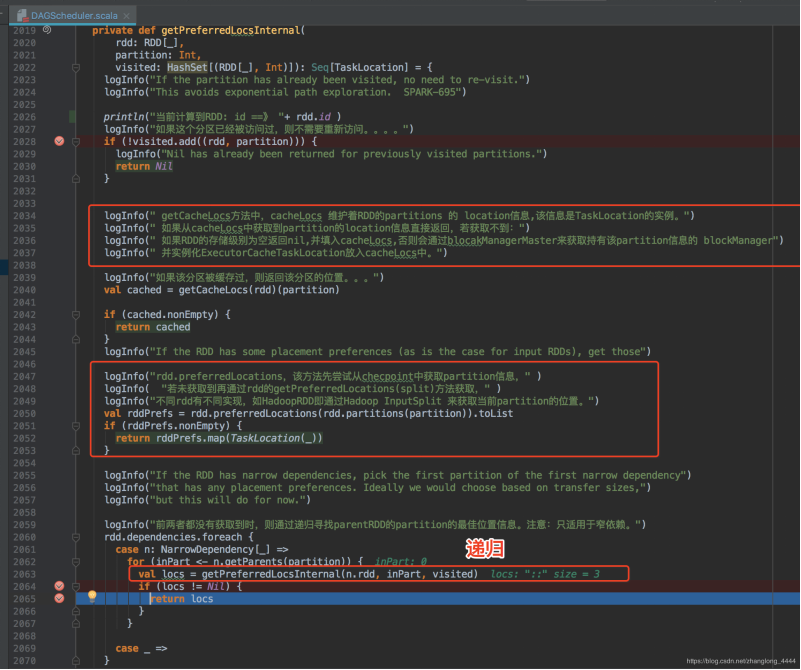 DAGScheduler.scala ×
2019 private def getPreferredLocsInternal(
2020 rdd: RDD[_],
2021 partition: Int,
2022 visited: HashSet[(RDD[_], Int)]): Seq[TaskLocation] = {
2023 logInfo("If the partition has already been visited, no need to re-visit.")
2024 logInfo("This avoids exponential path exploration.  SPARK-695")
2025
2026 println("当前计算到RDD: id ==》 "+ rdd.id )
2027 logInfo("如果这个分区已经被访问过，则不需要重新访问。。。。")
2028 if (!visited.add((rdd, partition))) {
2029 logInfo("Nil has already been returned for previously visited partitions.")
2030 return Nil
2031 }
2032
2033
2034 logInfo(" getCacheLocs方法中，cacheLocs 维护着RDD的partitions 的 location信息,该信息是TaskLocation的实例。")
2035 logInfo(" 如果从cacheLocs中获取到partition的location信息直接返回，若获取不到：")
2036 logInfo(" 如果RDD的存储级别为空返回nil,并填入cacheLocs,否则会通过blocakManagerMaster来获取持有该partition信息的 blockManager")
2037 logInfo(" 并实例化ExecutorCacheTaskLocation放入cacheLocs中。")
2038
2039 logInfo("如果该分区被缓存过，则返回该分区的位置。。。")
2040 val cached = getCacheLocs(rdd)(partition)
2041
2042 if (cached.nonEmpty) {
2043 return cached
2044 }
2045 logInfo("If the RDD has some placement preferences (as is the case for input RDDs), get those")
2046
2047 logInfo("rdd.preferredLocations，该方法先尝试从checpoint中获取partition信息，" )
2048 logInfo(  "若未获取到再通过rdd的getPreferredLocations(split)方法获取，" )
2049 logInfo("不同rdd有不同实现，如HadoopRDD即通过Hadoop InputSplit 来获取当前partition的位置。")
2050 val rddPrefs = rdd.preferredLocations(rdd.partitions(partition)).toList
2051 if (rddPrefs.nonEmpty) {
2052 return rddPrefs.map(TaskLocation(_))
2053 }
2054
2055 logInfo("If the RDD has narrow dependencies, pick the first partition of the first narrow dependency")
2056 logInfo("that has any placement preferences. Ideally we would choose based on transfer sizes,")
2057 logInfo("but this will do for now.")
2058
2059 logInfo("前两者都没有获取到时，则通过递归寻找parentRDD的partition的最佳位置信息。注意：只适用于窄依赖。")
2060 rdd.dependencies.foreach {
2061 case n: NarrowDependency[_] =>
递归
2062 for (inPart <- n.getParents(partition)) {  inPart: 0
2063 val locs = getPreferredLocsInternal(n.rdd, inPart, visited)  locs: "::" size = 3
2064 if (locs != Nil) {
2065 return locs
2066 }
2067 }
2068
2069 case _ =>
2070 }
https://blog.csdn.net/zhanglong_4444